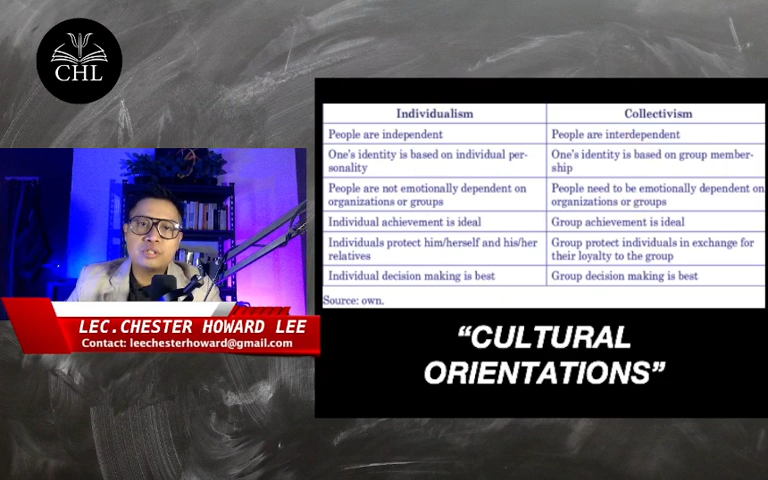 CHL
Individualism
Collectivism
People are independent
People are interdependent
One's identity is based on individual per-
sonality
One's identity is based on group member-
ship
People are not emotionally dependent on
organizations or groups
People need to be emotionally dependent on
organizations or groups
Individual achievement is ideal
Group achievement is ideal
Individuals protect him/herself and his/her
relatives
Group protect individuals in exchange for
their loyalty to the group
Individual decision making is best
Group decision making is best
Source: own.
LEC.CHESTER HOWARD LEE
Contact: leechesterhoward@gmail.com
“CULTURAL
ORIENTATIONS”